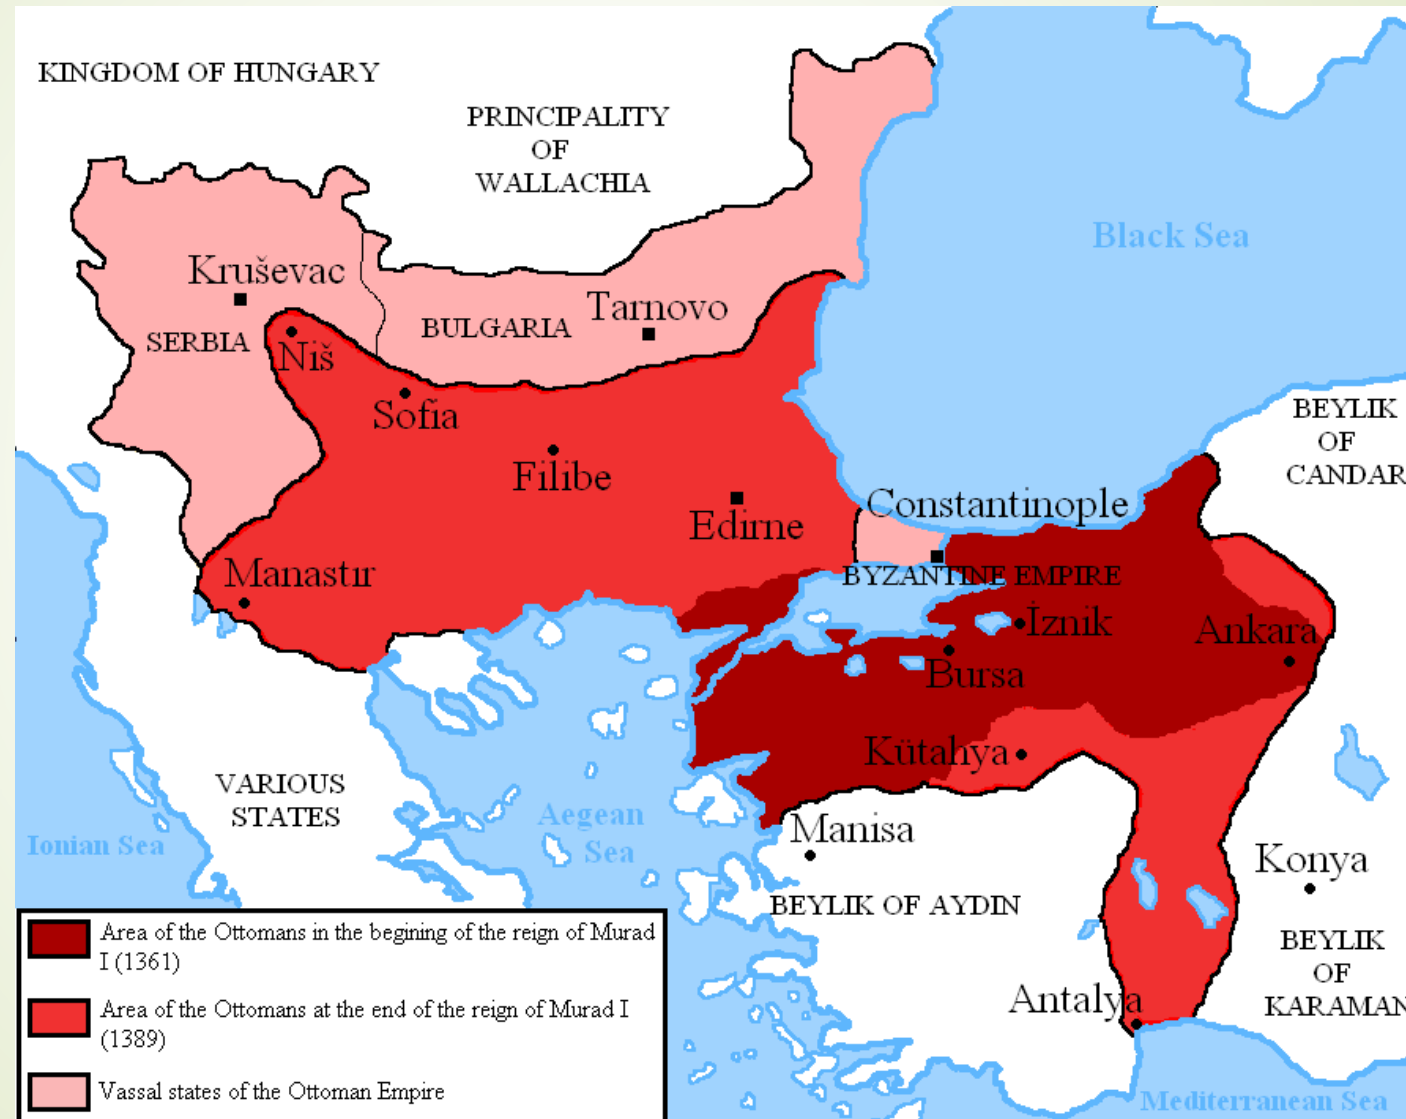 KINGDOM OF HUNGARY
PRINCIPALITY
OF
WALLACHIA
Black Sea
Kruševac
SERBIA
Niš
BULGARIA
Tarnovo
Sofia
Filibe
Edirne
Manastır
Constantinople
BYZANTINE EMPIRE
İznik
Bursa
Ankara
Kütahya
BEYLIK
OF
CANDAR
VARIOUS
STATES
Ionian Sea
Aegean
Sea
Manisa
BEYLIK OF AYDIN
Konya
BEYLIK
OF
KARAMAN
Antalya
Mediterranean Sea
Area of the Ottomans in the begining of the reign of Murad
I (1361)
Area of the Ottomans at the end of the reign of Murad I
(1389)
Vassal states of the Ottoman Empire